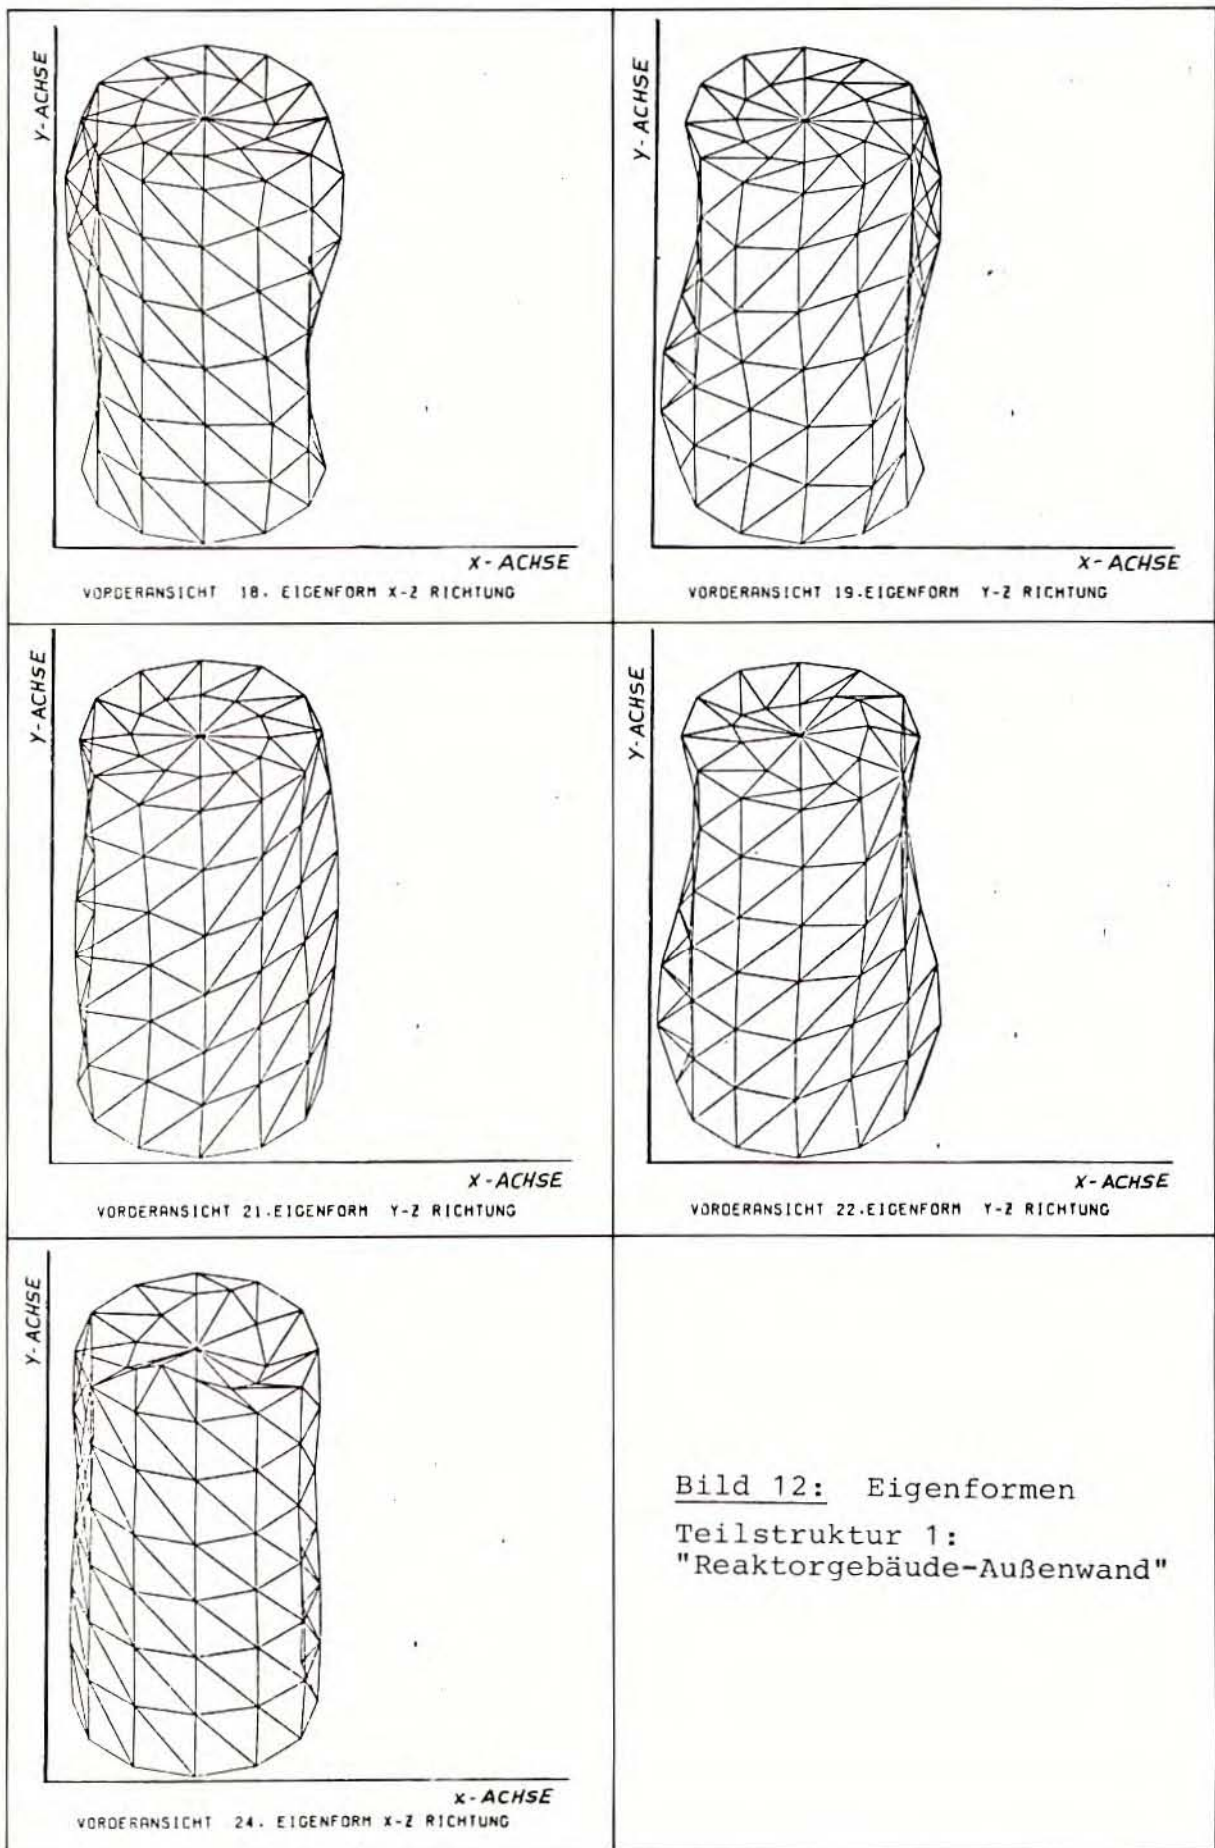 Y-ACHSE
X-ACHSE
VORDERANSICHT 18. EIGENFORM X-Z RICHTUNG
Y-ACHSE
X-ACHSE
VORDERANSICHT 19.EIGENFORM Y-Z RICHTUNG
Y-ACHSE
X-ACHSE
VORDERANSICHT 21.EIGENFORM Y-Z RICHTUNG
Y-ACHSE
X-ACHSE
VORDERANSICHT 22.EIGENFORM Y-Z RICHTUNG
Y-ACHSE
X-ACHSE
VORDERANSICHT 24. EIGENFORM X-Z RICHTUNG
Bild 12: Eigenformen
Teilstruktur 1:
"Reaktorgebäude-Außenwand"